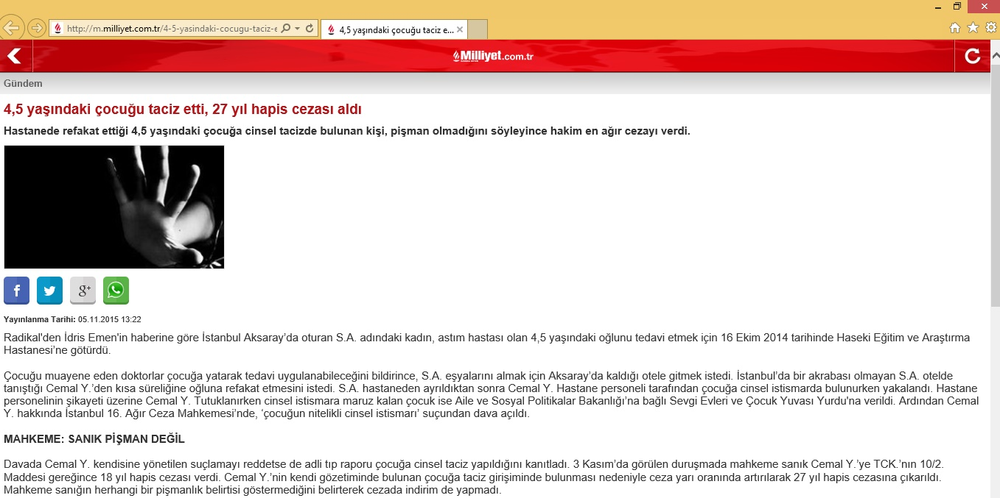 http://m.milliyet.com.tr/4-5-yasindaki-cocugu-taciz-e
4,5 yaşındaki çocuğu taciz e...
Milliyet.com.tr
Gündem
4,5 yaşındaki çocuğu taciz etti, 27 yıl hapis cezası aldı
Hastanede refakat ettiği 4,5 yaşındaki çocuğa cinsel tacizde bulunan kişi, pişman olmadığını söyleyince hakim en ağır cezayı verdi.
Yayınlanma Tarihi: 05.11.2015 13:22
Radikal'den İdris Emen'in haberine göre İstanbul Aksaray’da oturan S.A. adındaki kadın, astım hastası olan 4,5 yaşındaki oğlunu tedavi etmek için 16 Ekim 2014 tarihinde Haseki Eğitim ve Araştırma
Hastanesi’ne götürdü.
Çocuğu muayene eden doktorlar çocuğa yatarak tedavi uygulanabileceğini bildirince, S.A. eşyalarını almak için Aksaray’da kaldığı otele gitmek istedi. İstanbul’da bir akrabası olmayan S.A. otelde
tanıştığı Cemal Y.’den kısa süreliğine oğluna refakat etmesini istedi. S.A. hastaneden ayrıldıktan sonra Cemal Y. Hastane personeli tarafından çocuğa cinsel istismarda bulunurken yakalandı. Hastane
personelinin şikayeti üzerine Cemal Y. Tutuklanırken cinsel istismara maruz kalan çocuk ise Aile ve Sosyal Politikalar Bakanlığı’na bağlı Sevgi Evleri ve Çocuk Yuvası Yurdu'na verildi. Ardından Cemal
Y. hakkında İstanbul 16. Ağır Ceza Mahkemesi’nde, ‘çocuğun nitelikli cinsel istismarı’ suçundan dava açıldı.
MAHKEME: SANIK PİŞMAN DEĞİL
Davada Cemal Y. kendisine yöneltilen suçlamayı reddetse de adli tıp raporu çocuğa cinsel taciz yapıldığını kanıtladı. 3 Kasım’da görülen duruşmada mahkeme sanık Cemal Y.’ye TCK.’nın 10/2.
Maddesi gereğince 18 yıl hapis cezası verdi. Cemal Y.’nin kendi gözetiminde bulunan çocuğa taciz girişiminde bulunması nedeniyle ceza yarı oranında artırılarak 27 yıl hapis cezasına çıkarıldı.
Mahkeme sanığın herhangi bir pişmanlık belirtisi göstermediğini belirterek cezada indirim de yapmadı.